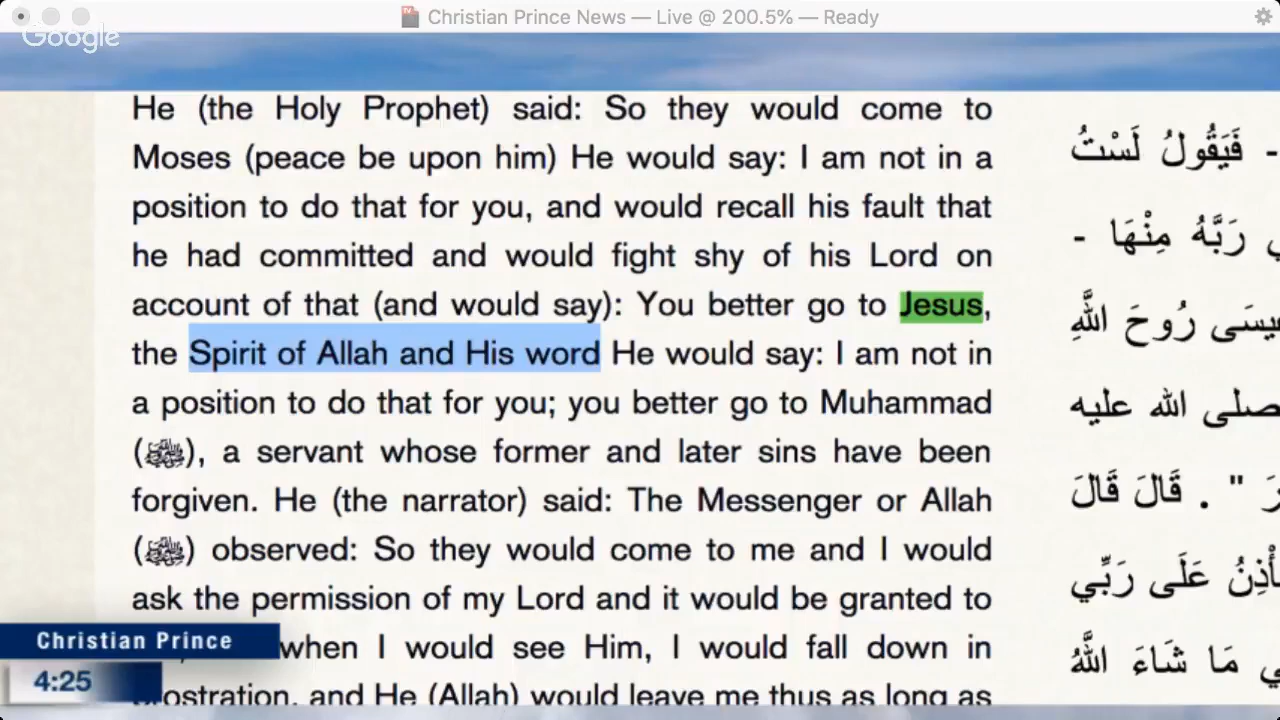 Christian Prince News — Live @ 200.5% — Ready
Google
He (the Holy Prophet) said: So they would come to
Moses (peace be upon him) He would say: I am not in a
position to do that for you, and would recall his fault that
he had committed and would fight shy of his Lord on
account of that (and would say): You better go to Jesus,
the Spirit of Allah and His word He would say: I am not in
a position to do that for you; you better go to Muhammad
(ﷺ), a servant whose former and later sins have been
forgiven. He (the narrator) said: The Messenger or Allah
(ﷺ) observed: So they would come to me and I would
ask the permission of my Lord and it would be granted to
when I would see Him, I would fall down in
prostration, and He (Allah) would leave me thus as long as
- فَيَقُولُ لَسْتُ
رَبَّهُ مِنْهَا -
عِيسَى رُوحَ اللَّهِ
صلى الله عليه
" . قَالَ قَالَ
عَلَى رَبِّي
مَا شَاءَ اللَّهُ
Christian Prince
4:25